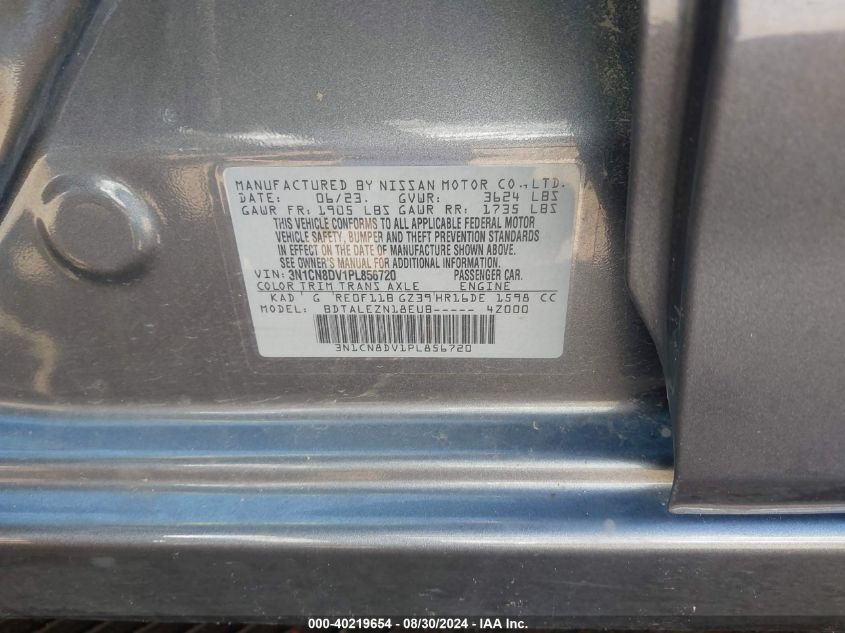 MANUFACTURED BY NISSAN MOTOR CO., LTD.
DATE: 06/23. GVWR: 3624 LBS
GAWR FR: 1905 LBS GAWR RR: 1735 LBS
THIS VEHICLE CONFORMS TO ALL APPLICABLE FEDERAL MOTOR
VEHICLE SAFETY, BUMPER AND THEFT PREVENTION STANDARDS
IN EFFECT ON THE DATE OF MANUFACTURE SHOWN ABOVE.
SEE OWNER'S MANUAL FOR ADDITIONAL INFORMATION.
VIN: 3N1CN8DV1PL856720 PASSENGER CAR.
COLOR TRIM TRANS AXLE ENGINE
KAD ' G 'RE0F11B GZ39'HR16DE 1598 CC
MODEL: BDTALEZN18EUB----- 4Z000
3N1CN8DV1PL856720
000-40219654 - 08/30/2024 - IAA Inc.